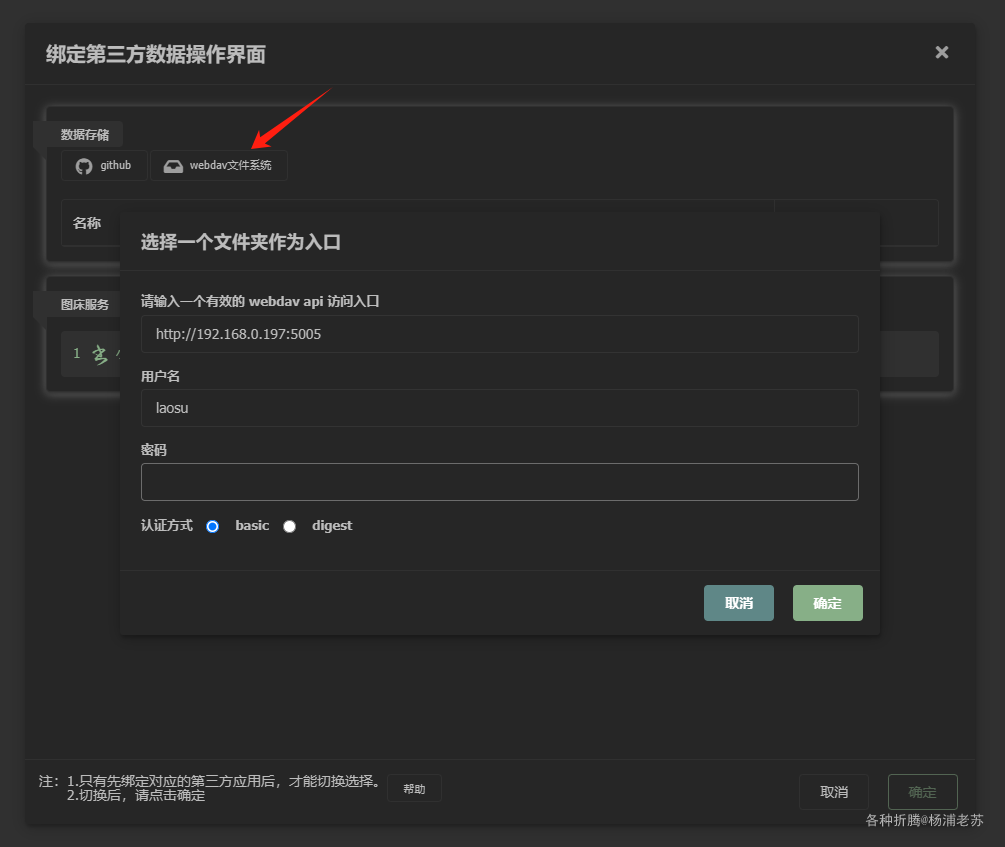 绑定第三方数据操作界面
数据存储
github
webdav文件系统
名称
选择一个文件夹作为入口
请输入一个有效的 webdav api 访问入口
http://192.168.0.197:5005
图床服务
1
用户名
laosu
密码
认证方式 basic digest
取消 确定
注：1.只有先绑定对应的第三方应用后，才能切换选择。 帮助
2.切换后，请点击确定
取消 确定
各种折腾@杨浦老苏